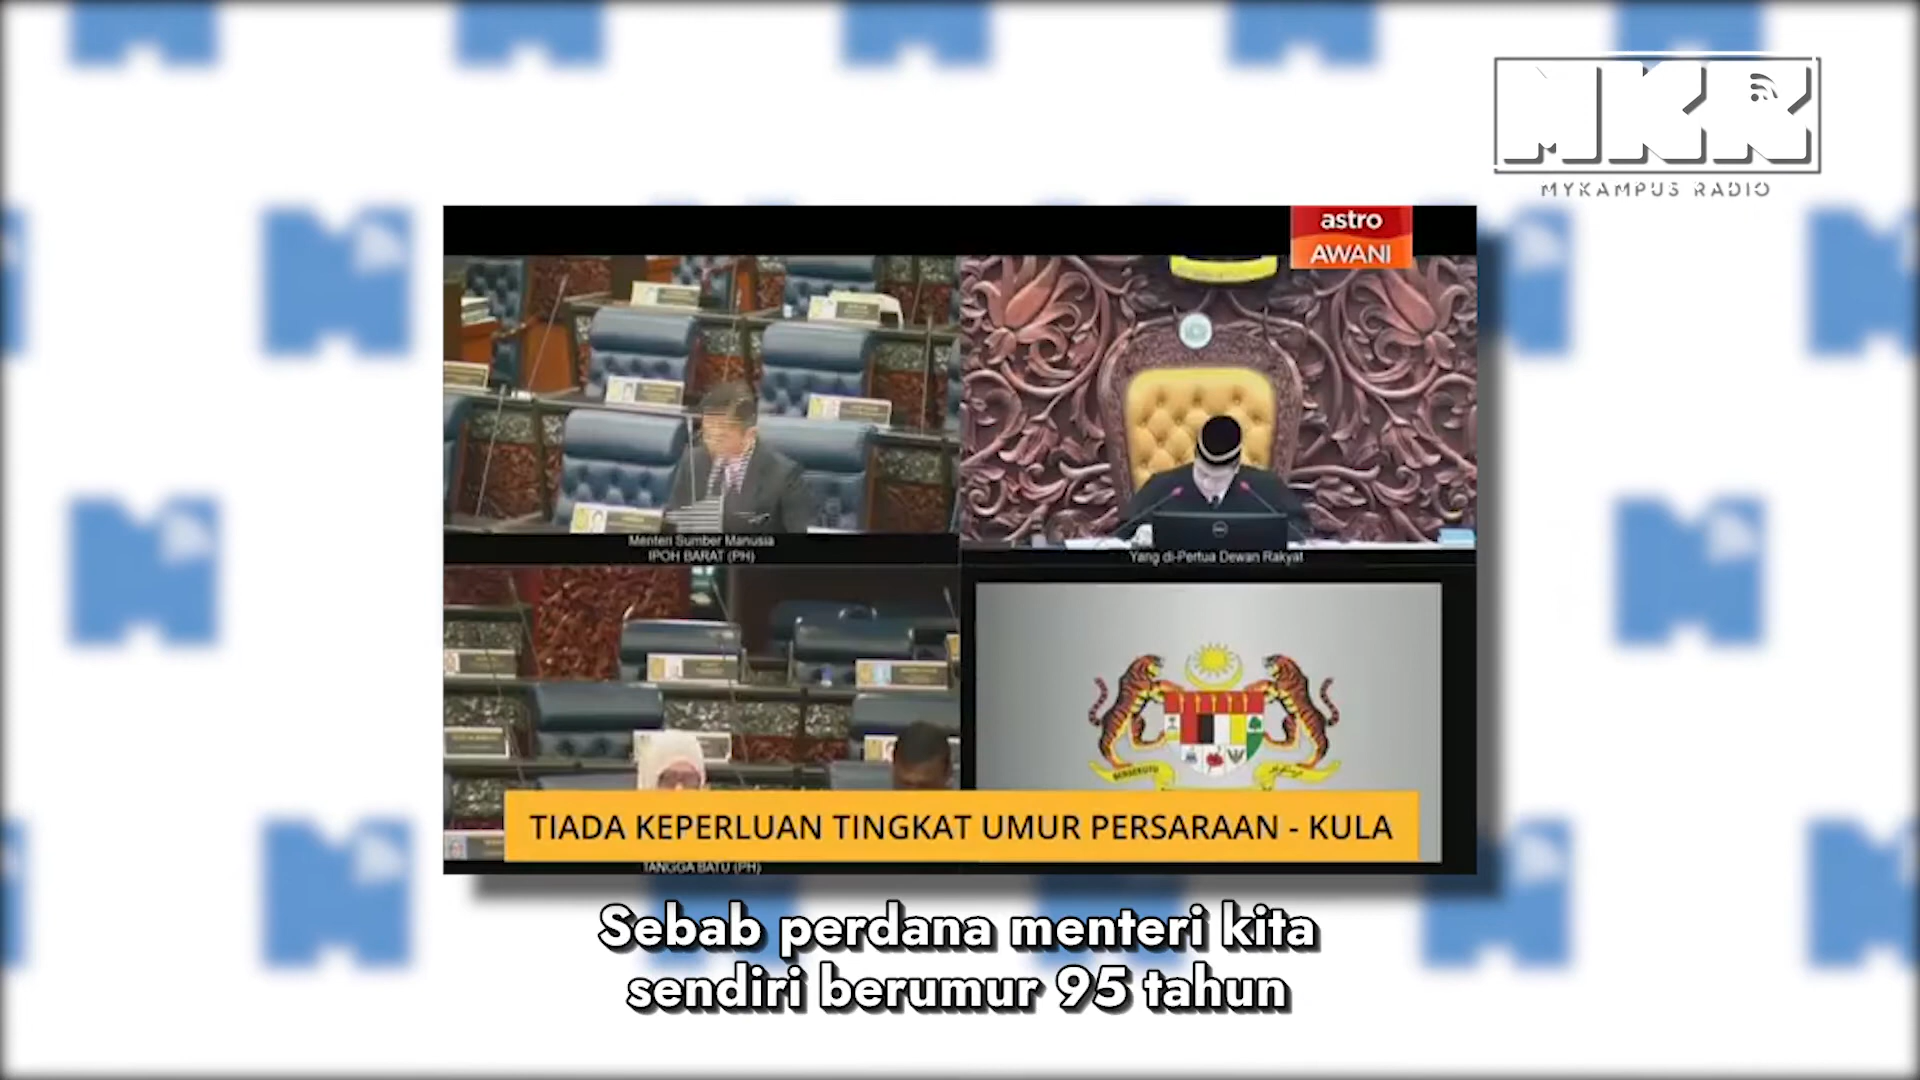 MKR
MYKAMPUS RADIO
astro
AWANI
Menteri Sumber Manusia
IPOH BARAT (PH)
Yang di-Pertua Dewan Rakyat
TIADA KEPERLUAN TINGKAT UMUR PERSARAAN - KULA
TANGGA BATU (PH)
Sebab perdana menteri kita
sendiri berumur 95 tahun